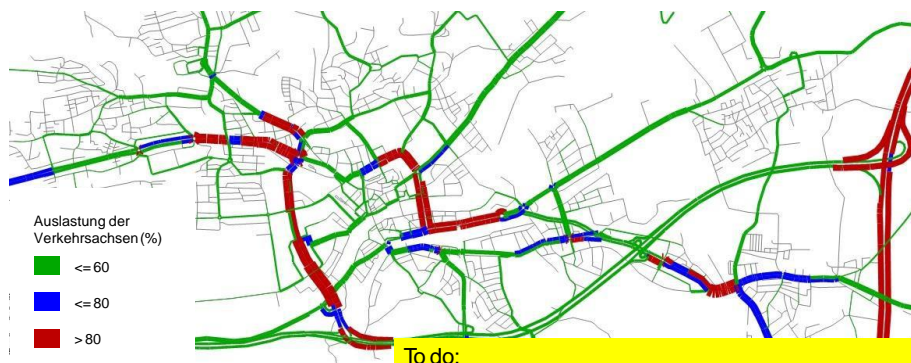 Auslastung der
Verkehrsachsen (%)
<= 60
<= 80
> 80
To do: